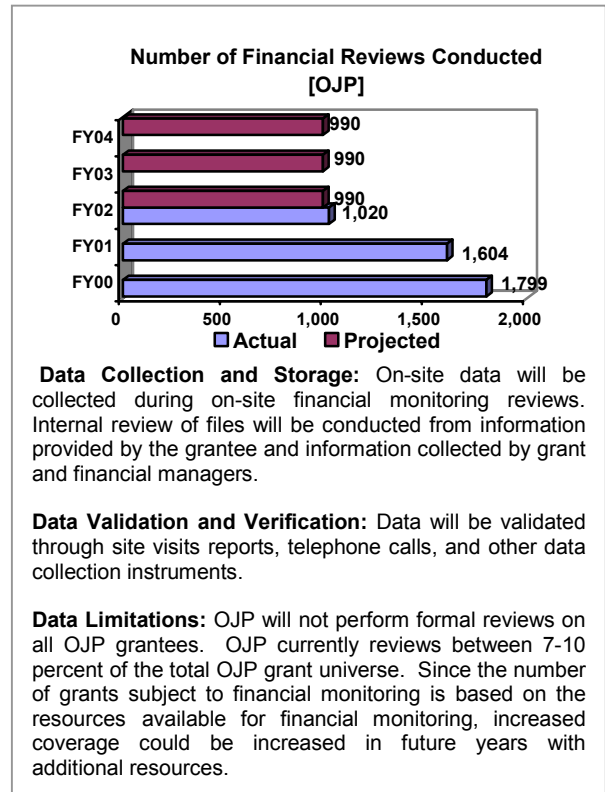 Number of Financial Reviews Conducted
[OJP]
FY04
990
FY03
990
FY02
990
1,020
FY01
1,604
FY00
1,799
0
500
1,000
1,500
2,000
Actual
Projected
Data Collection and Storage: On-site data will be
collected during on-site financial monitoring reviews.
Internal review of files will be conducted from information
provided by the grantee and information collected by grant
and financial managers.
Data Validation and Verification: Data will be validated
through site visits reports, telephone calls, and other data
collection instruments.
Data Limitations: OJP will not perform formal reviews on
all OJP grantees. OJP currently reviews between 7-10
percent of the total OJP grant universe. Since the number
of grants subject to financial monitoring is based on the
resources available for financial monitoring, increased
coverage could be increased in future years with
additional resources.